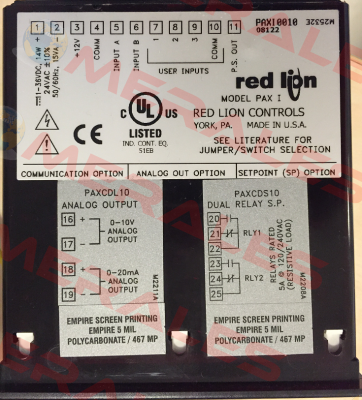 1 2 3 4 5 6 7 8 9 10 11
PAXI0010
08122
M2532E
11-36VDC, 14W
24VAC ±10%
50/60Hz, 15VA
+
-
+12V
COMM
INPUT A
INPUT B
1
2
3
COMM
P.S. OUT
USER INPUTS
red lion
MODEL PAX I
RED LION CONTROLS
YORK, PA. MADE IN U.S.A.
SEE LITERATURE FOR
JUMPER/SWITCH SELECTION
CE
C UL US
LISTED
IND. CONT. EQ.
51EB
COMMUNICATION OPTION
ANALOG OUT OPTION
SETPOINT (SP) OPTION
PAXCDL10
ANALOG OUTPUT
16 +
0-10V
ANALOG
OUTPUT
17 -
18 +
0-20mA
ANALOG
OUTPUT
19 -
M2211A
EMPIRE SCREEN PRINTING
EMPIRE 5 MIL
POLYCARBONATE / 467 MP
PAXCDS10
DUAL RELAY S.P.
20
21
22
RLY1
23
24
25
RLY2
RELAYS RATED
5A @ 120/240VAC
(RESISTIVE LOAD)
M2208A
EMPIRE SCREEN PRINTING
EMPIRE 5 MIL
POLYCARBONATE / 467 MP
MERALES